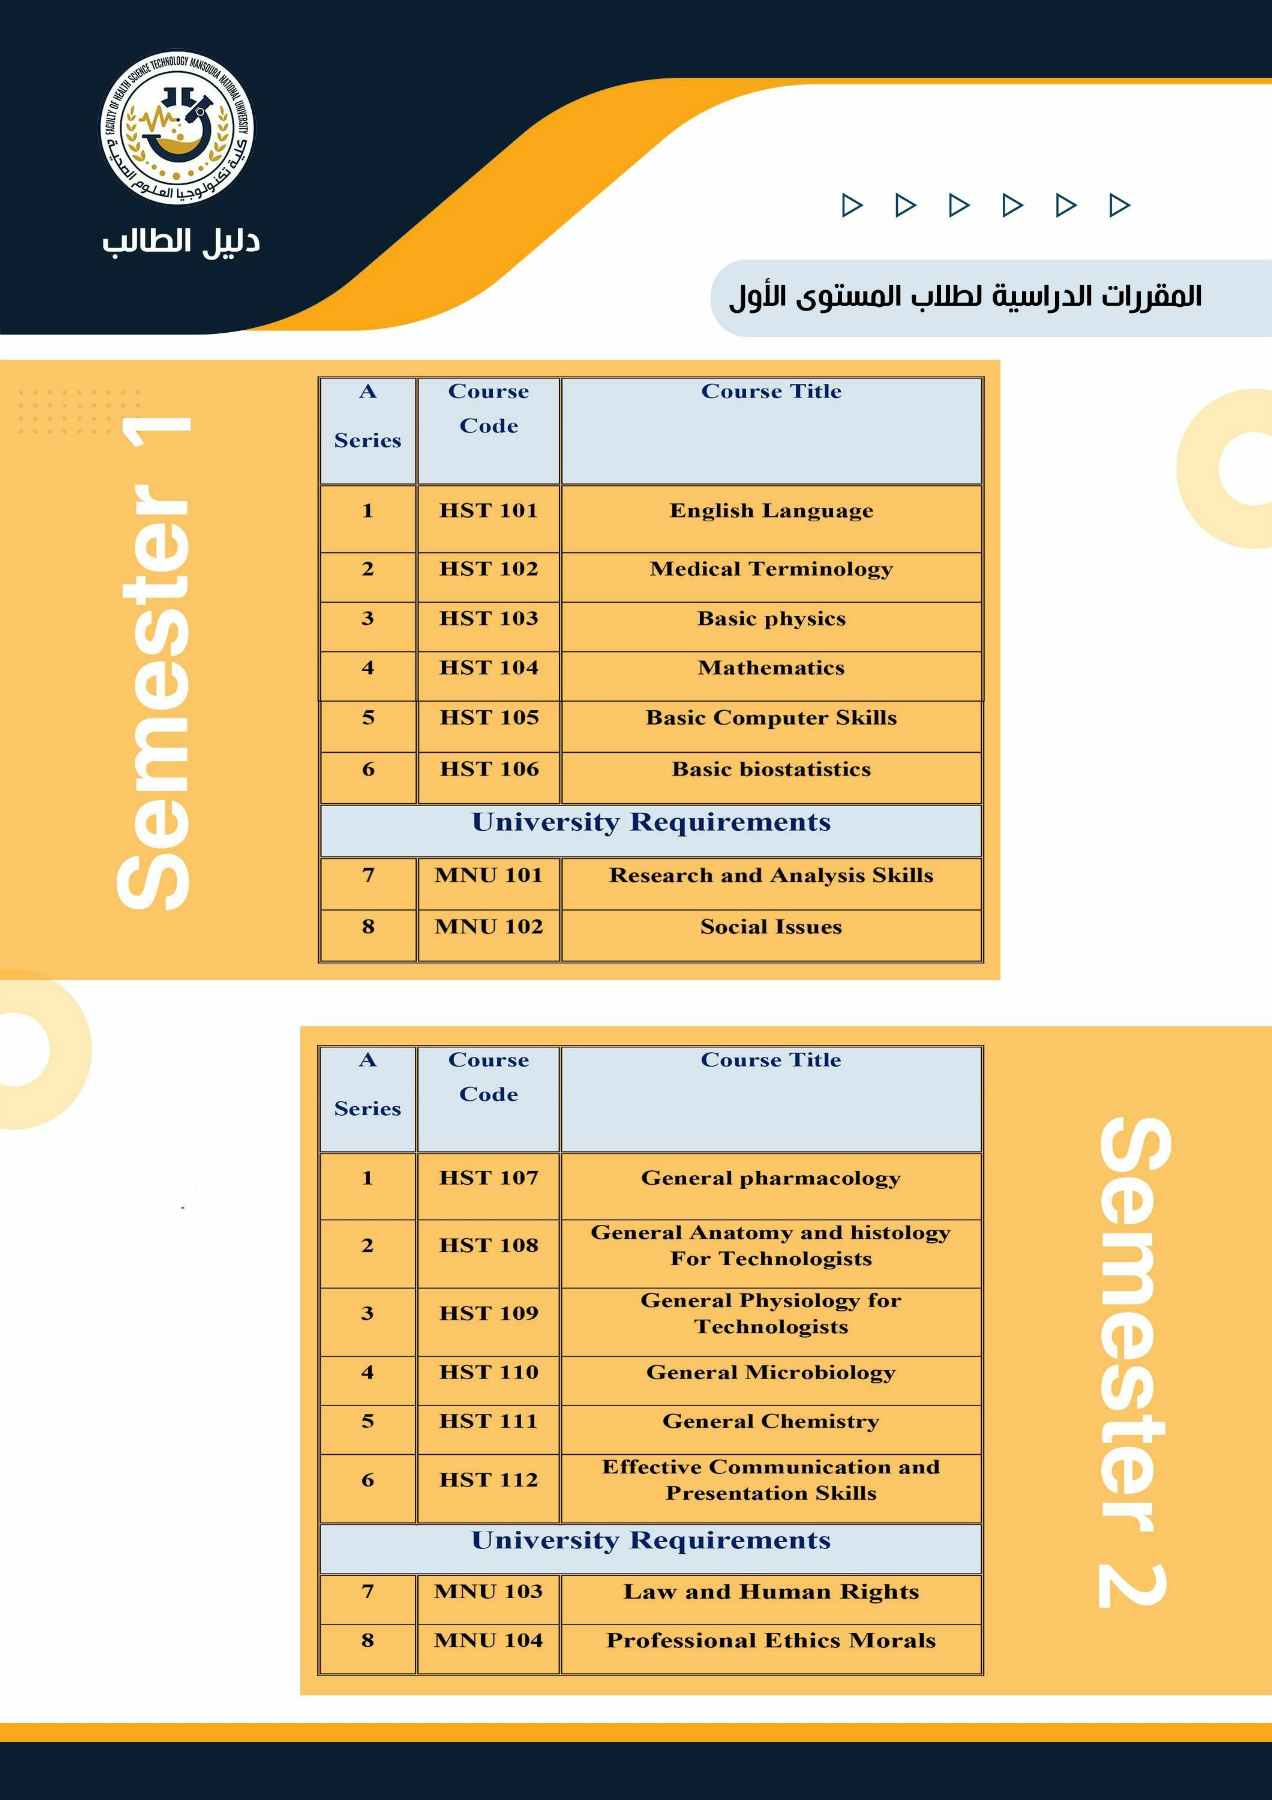 FACULTY OF HEALTH SCIENCE TECHNOLOGY MANSOURA NATIONAL UNIVERSITY
كلية تكنولوجيا العلوم الصحية
دليل الطالب
المقررات الدراسية لطلاب المستوى الأول
Semester 1
A Series Course Code Course Title
1 HST 101 English Language
2 HST 102 Medical Terminology
3 HST 103 Basic physics
4 HST 104 Mathematics
5 HST 105 Basic Computer Skills
6 HST 106 Basic biostatistics
University Requirements
7 MNU 101 Research and Analysis Skills
8 MNU 102 Social Issues
Semester 2
A Series Course Code Course Title
1 HST 107 General pharmacology
2 HST 108 General Anatomy and histology
For Technologists
3 HST 109 General Physiology for
Technologists
4 HST 110 General Microbiology
5 HST 111 General Chemistry
6 HST 112 Effective Communication and
Presentation Skills
University Requirements
7 MNU 103 Law and Human Rights
8 MNU 104 Professional Ethics Morals